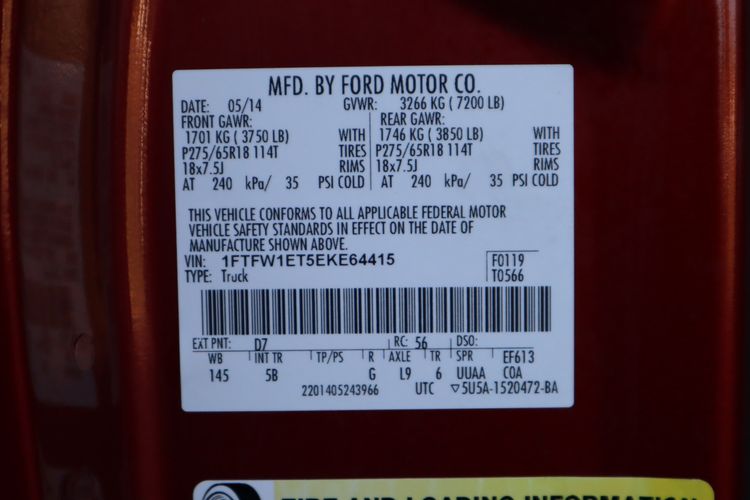 MFD. BY FORD MOTOR CO.
DATE: 05/14 GVWR: 3266 KG ( 7200 LB)
FRONT GAWR: REAR GAWR:
1701 KG ( 3750 LB) WITH 1746 KG ( 3850 LB) WITH
P275/65R18 114T TIRES P275/65R18 114T TIRES
18x7.5J RIMS 18x7.5J RIMS
AT 240 kPa/ 35 PSI COLD AT 240 kPa/ 35 PSI COLD
THIS VEHICLE CONFORMS TO ALL APPLICABLE FEDERAL MOTOR
VEHICLE SAFETY STANDARDS IN EFFECT ON THE DATE OF
MANUFACTURE SHOWN ABOVE.
VIN: 1FTFW1ET5EKE64415 F0119
TYPE: Truck T0566
EXT PNT: D7 RC: 56 DSO:
WB INT TR TP/PS R AXLE TR SPR EF613
145 5B G L9 6 UUAA COA
2201405243966 UTC ▽5U5A-1520472-BA
TIRE AND LOADING INFORMATION